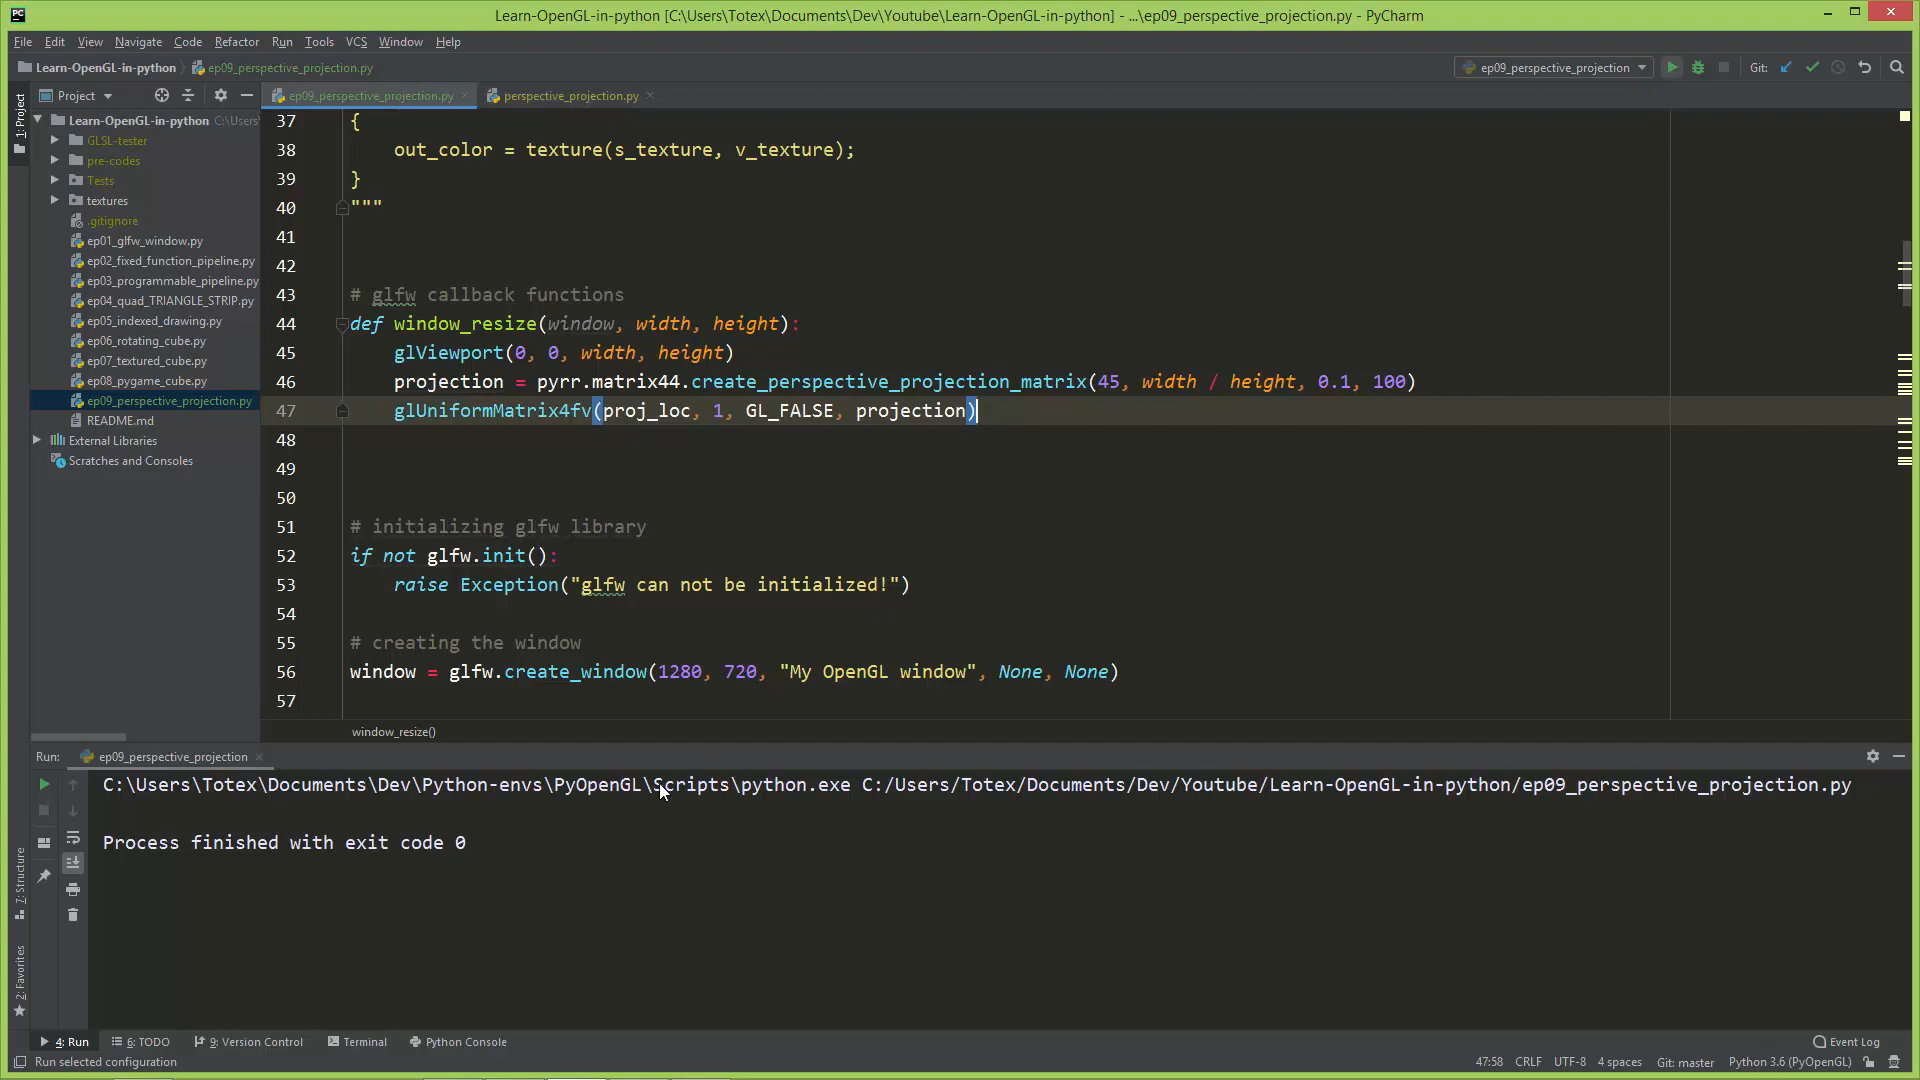 PC Learn-OpenGL-in-python [C:\Users\Totex\Documents\Dev\Youtube\Learn-OpenGL-in-python] - ...\ep09_perspective_projection.py - PyCharm
File Edit View Navigate Code Refactor Run Tools VCS Window Help
Learn-OpenGL-in-python ep09_perspective_projection.py ep09_perspective_projection Git:
1: Project
Project ep09_perspective_projection.py perspective_projection.py
Learn-OpenGL-in-python C:\Users
GLSL-tester
pre-codes
Tests
textures
.gitignore
ep01_glfw_window.py
ep02_fixed_function_pipeline.py
ep03_programmable_pipeline.py
ep04_quad_TRIANGLE_STRIP.py
ep05_indexed_drawing.py
ep06_rotating_cube.py
ep07_textured_cube.py
ep08_pygame_cube.py
ep09_perspective_projection.py
README.md
External Libraries
Scratches and Consoles
37 {
38 out_color = texture(s_texture, v_texture);
39 }
40 """
41
42
43 # glfw callback functions
44 def window_resize(window, width, height):
45 glViewport(0, 0, width, height)
46 projection = pyrr.matrix44.create_perspective_projection_matrix(45, width / height, 0.1, 100)
47 glUniformMatrix4fv(proj_loc, 1, GL_FALSE, projection)
48
49
50
51 # initializing glfw library
52 if not glfw.init():
53 raise Exception("glfw can not be initialized!")
54
55 # creating the window
56 window = glfw.create_window(1280, 720, "My OpenGL window", None, None)
57
window_resize()
Run: ep09_perspective_projection
C:\Users\Totex\Documents\Dev\Python-envs\PyOpenGL\Scripts\python.exe C:/Users/Totex/Documents/Dev/Youtube/Learn-OpenGL-in-python/ep09_perspective_projection.py
Process finished with exit code 0
7: Structure
2: Favorites
4: Run 6: TODO 9: Version Control Terminal Python Console Event Log
Run selected configuration 47:58 CRLF UTF-8 4 spaces Git: master Python 3.6 (PyOpenGL)